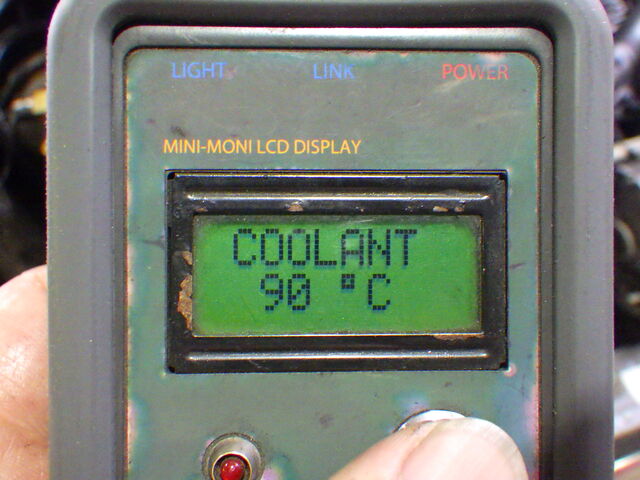 LIGHT LINK POWER
MINI-MONI LCD DISPLAY
COOLANT
90 °C